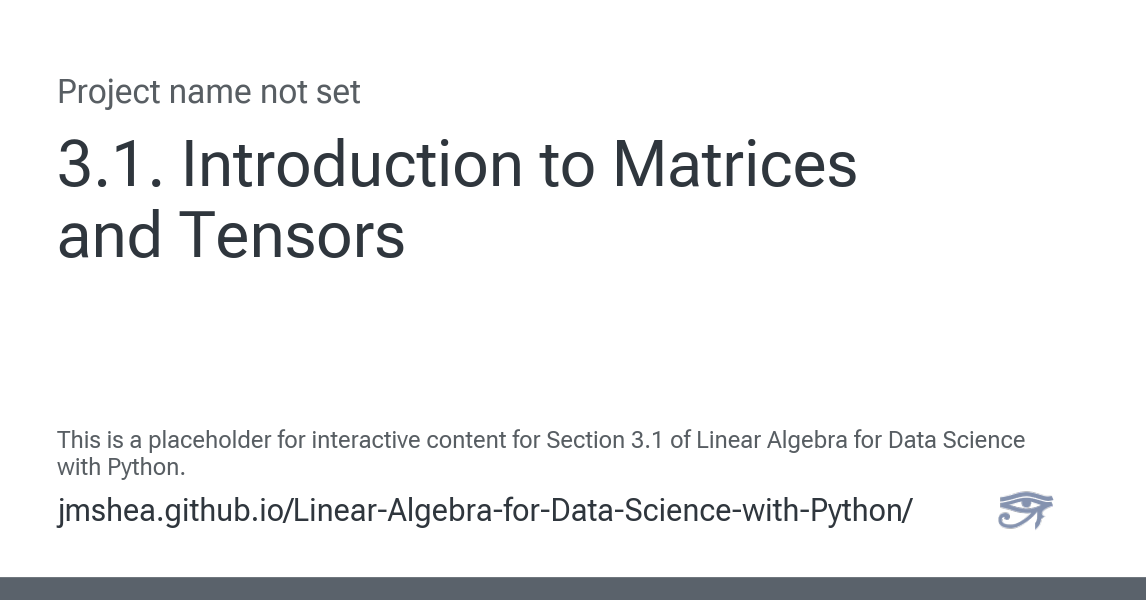 Project name not set
3.1. Introduction to Matrices
and Tensors
This is a placeholder for interactive content for Section 3.1 of Linear Algebra for Data Science
with Python.
jmshea.github.io/Linear-Algebra-for-Data-Science-with-Python/